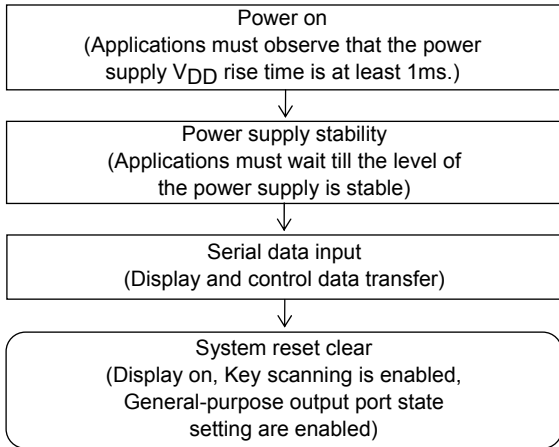 Power on
(Applications must observe that the power
supply VDD rise time is at least 1ms.)
Power supply stability
(Applications must wait till the level of
the power supply is stable)
Serial data input
(Display and control data transfer)
System reset clear
(Display on, Key scanning is enabled,
General-purpose output port state
setting are enabled)